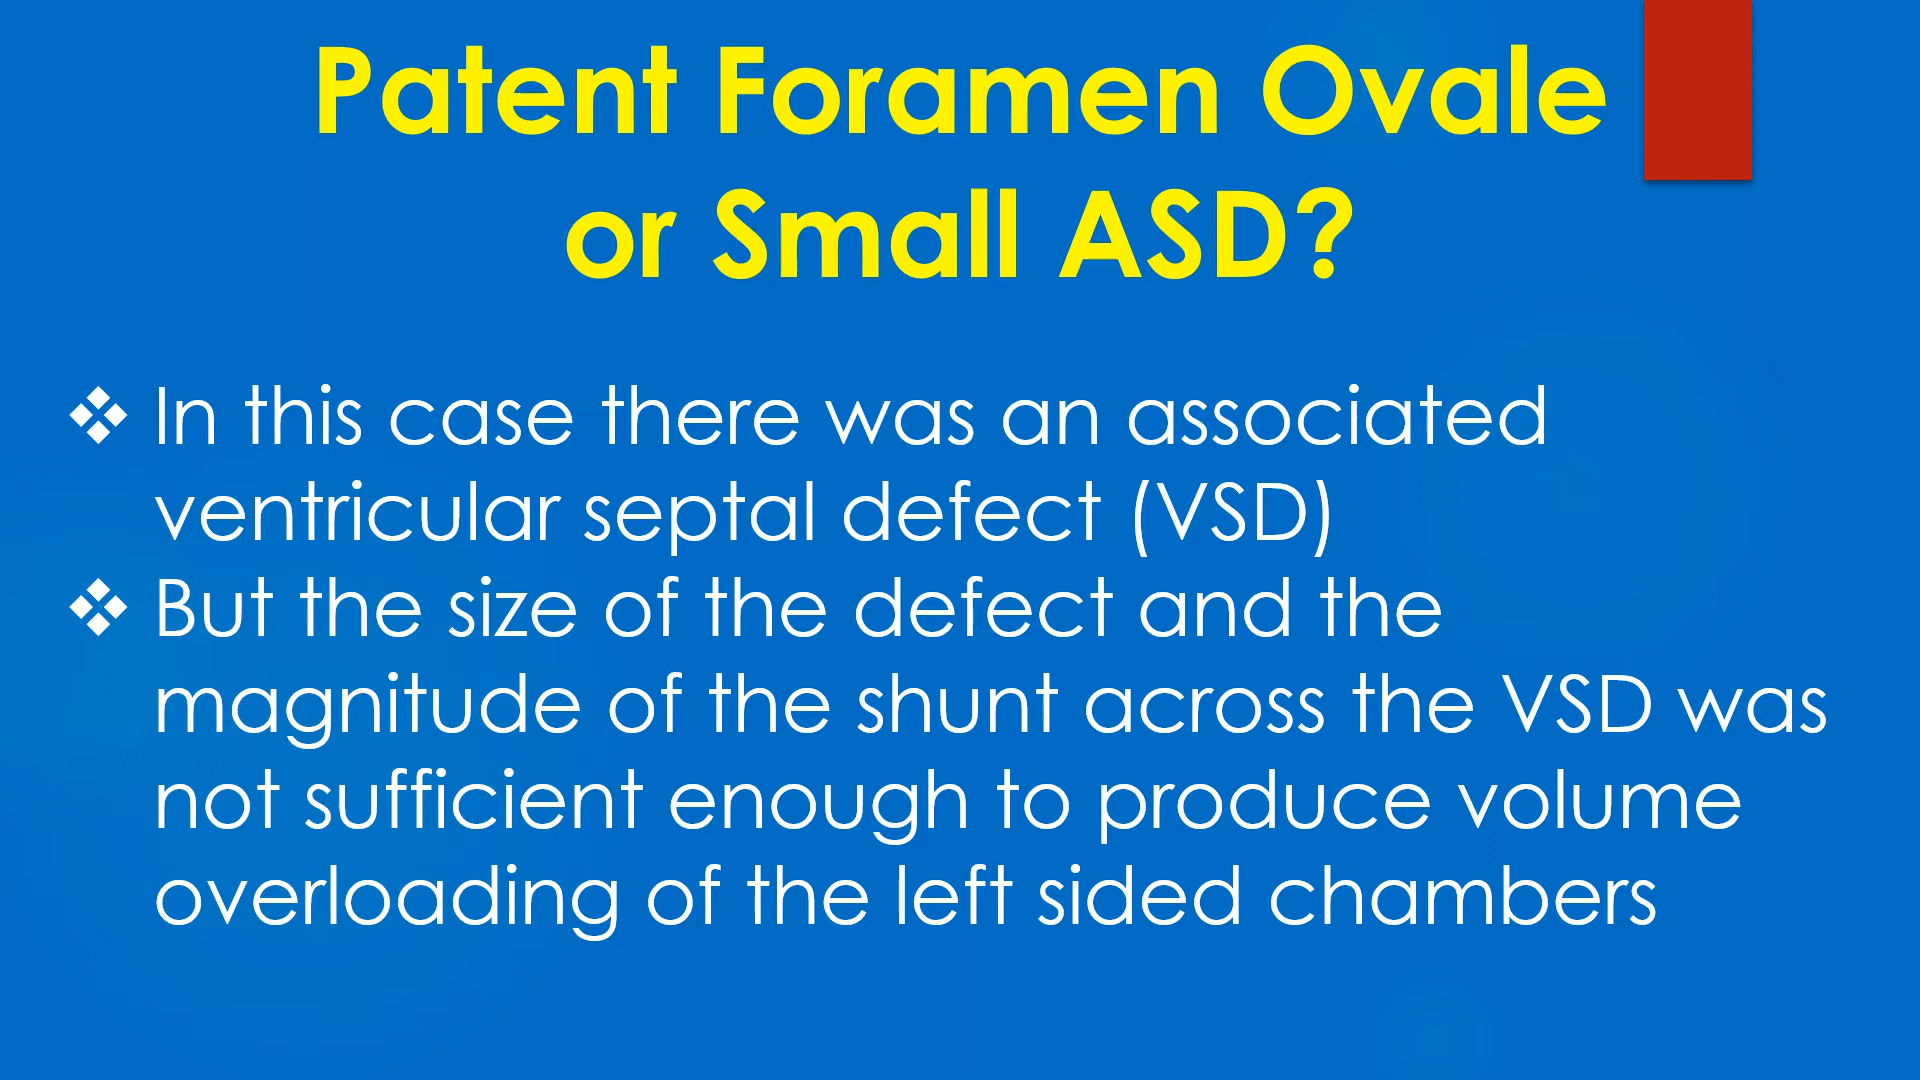 Patent Foramen Ovale
or Small ASD?
❖ In this case there was an associated
ventricular septal defect (VSD)
❖ But the size of the defect and the
magnitude of the shunt across the VSD was
not sufficient enough to produce volume
overloading of the left sided chambers